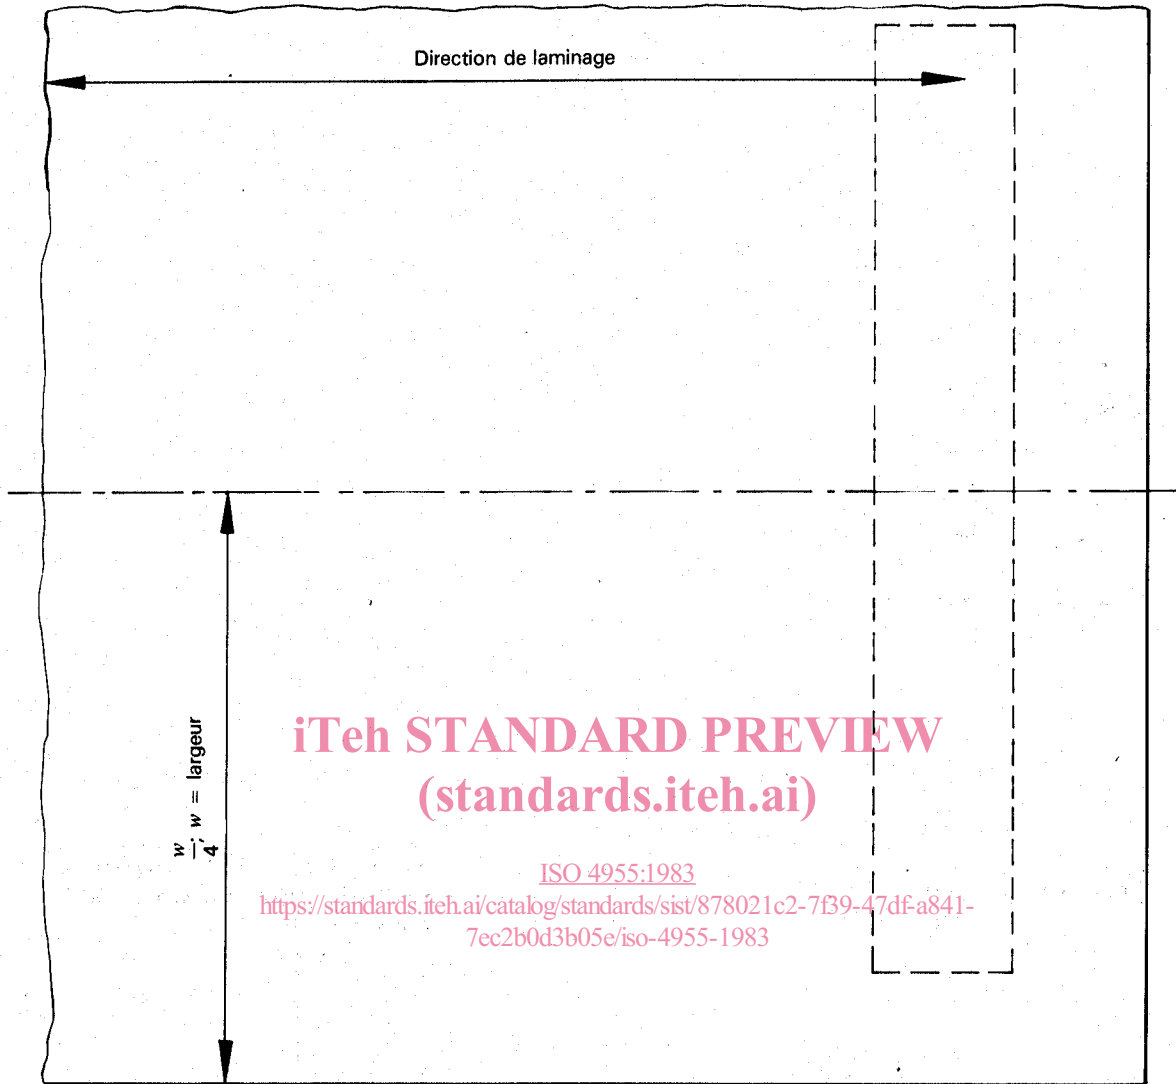 Direction de laminage
w/4; w = largeur
iTeh STANDARD PREVIEW
(standards.iteh.ai)
ISO 4955:1983
https://standards.iteh.ai/catalog/standards/sist/878021c2-7f39-47df-a841-
7ec2b0d3b05e/iso-4955-1983